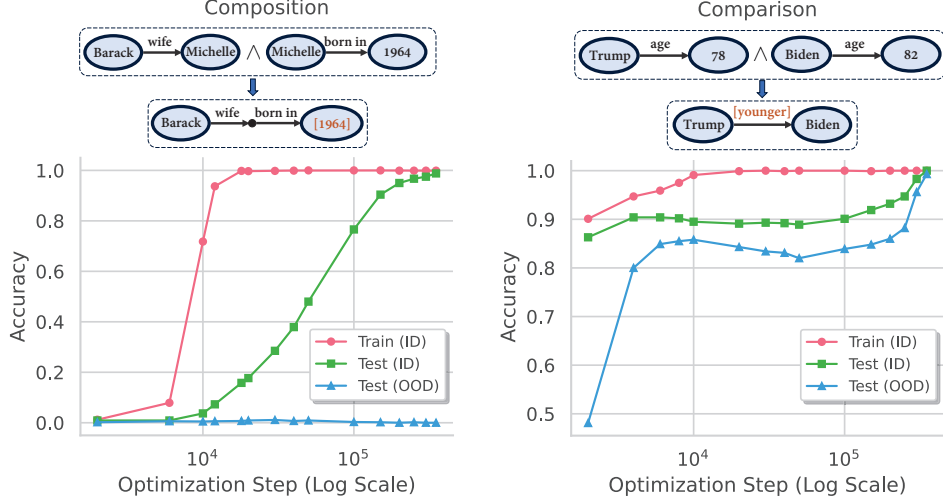 Composition
Barack wife Michelle ∧ Michelle born in 1964
Barack wife born in [1964]
1.0
0.8
0.6
0.4
0.2
0.0
Accuracy
Train (ID)
Test (ID)
Test (OOD)
10^4 10^5
Optimization Step (Log Scale)
Comparison
Trump age 78 ∧ Biden age 82
Trump [younger] Biden
1.0
0.9
0.8
0.7
0.6
0.5
Accuracy
Train (ID)
Test (ID)
Test (OOD)
10^4 10^5
Optimization Step (Log Scale)